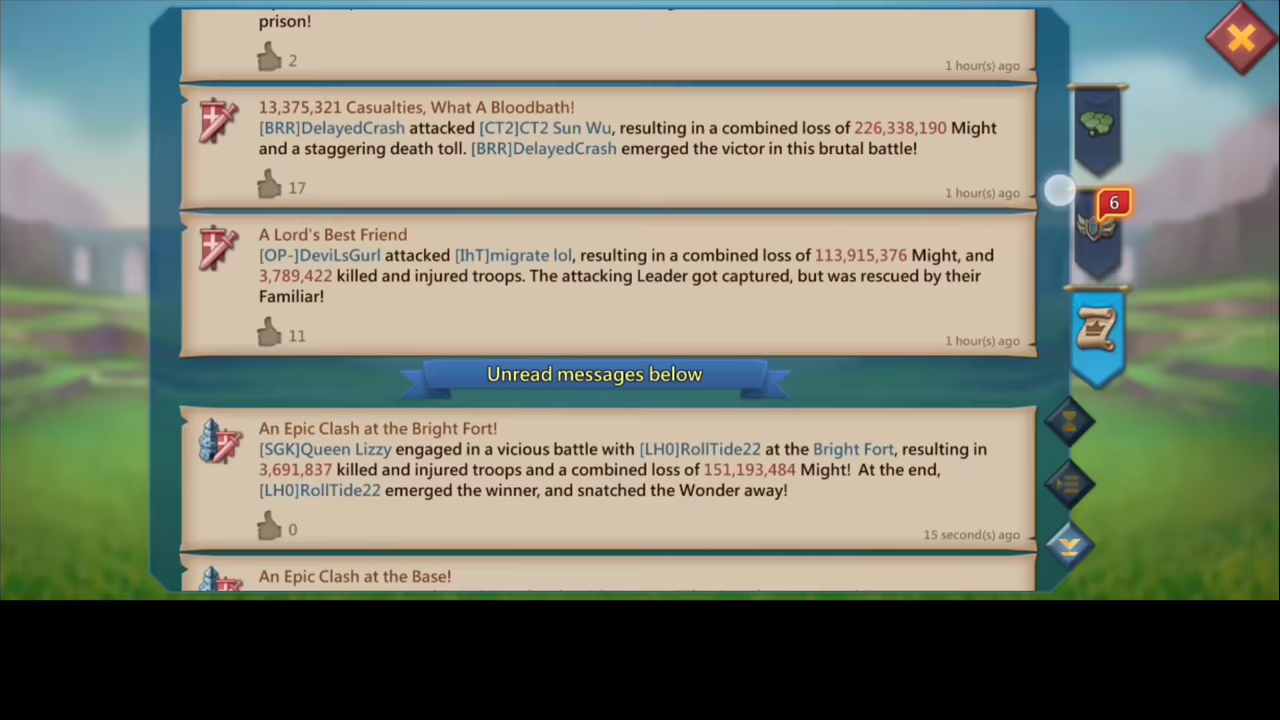 prison!
2
1 hour(s) ago
13,375,321 Casualties, What A Bloodbath!
[BRR]DelayedCrash attacked [CT2]CT2 Sun Wu, resulting in a combined loss of 226,338,190 Might
and a staggering death toll. [BRR]DelayedCrash emerged the victor in this brutal battle!
17
1 hour(s) ago
6
A Lord's Best Friend
[OP-]DeviLsGurl attacked [IhT]migrate lol, resulting in a combined loss of 113,915,376 Might, and
3,789,422 killed and injured troops. The attacking Leader got captured, but was rescued by their
Familiar!
11
1 hour(s) ago
Unread messages below
An Epic Clash at the Bright Fort!
[SGK]Queen Lizzy engaged in a vicious battle with [LH0]RollTide22 at the Bright Fort, resulting in
3,691,837 killed and injured troops and a combined loss of 151,193,484 Might! At the end,
[LH0]RollTide22 emerged the winner, and snatched the Wonder away!
0
15 second(s) ago
An Epic Clash at the Base!